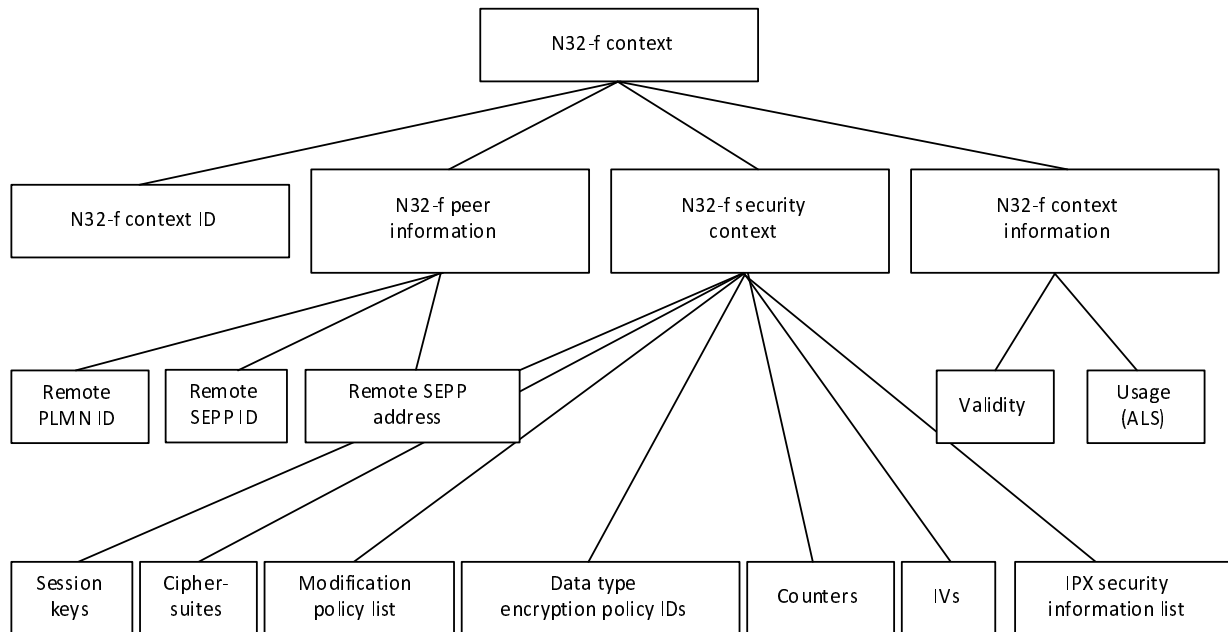 N32-f context
N32-f context ID
N32-f peer
information
N32-f security
context
N32-f context
information
Remote
PLMN ID
Remote
SEPP ID
Remote SEPP
address
Validity
Usage
(ALS)
Session
keys
Cipher-
suites
Modification
policy list
Data type
encryption policy IDs
Counters
IVs
IPX security
information list